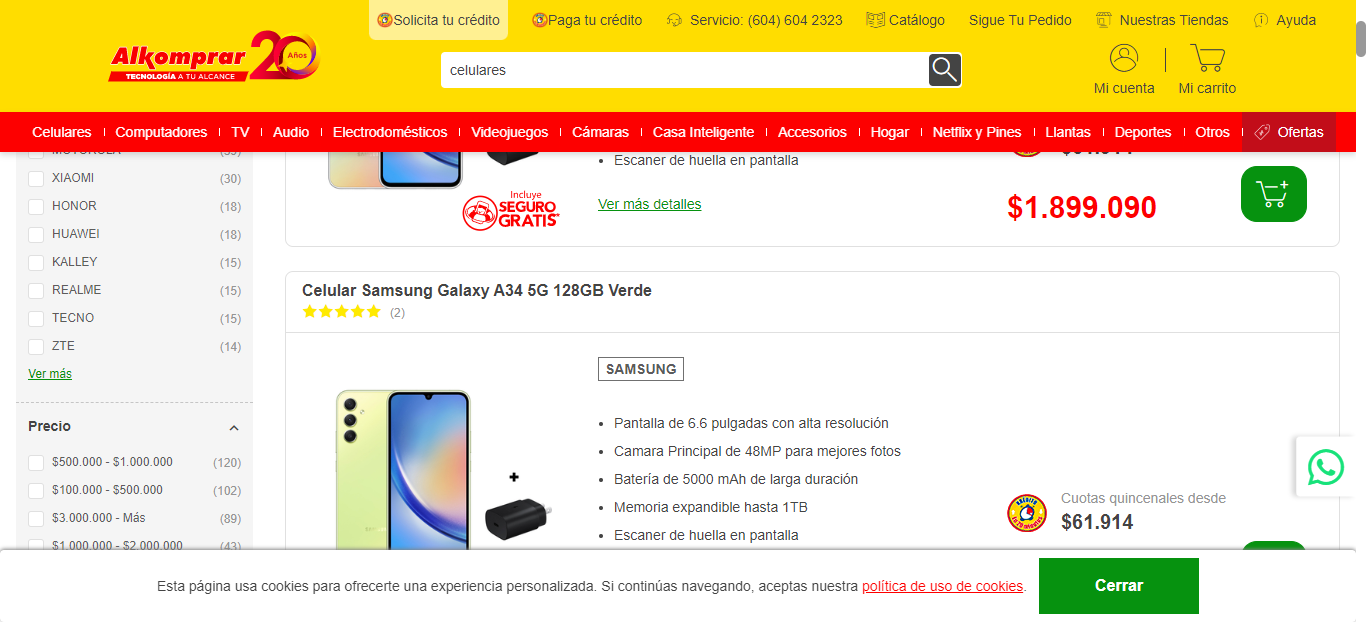 Solicita tu crédito
Paga tu crédito
Servicio: (604) 604 2323
Catálogo
Sigue Tu Pedido
Nuestras Tiendas
Ayuda
Alkomprar 20 Años
TECNOLOGÍA A TU ALCANCE
celulares
Mi cuenta
Mi carrito
Celulares
Computadores
TV
Audio
Electrodomésticos
Videojuegos
Cámaras
Casa Inteligente
Accesorios
Hogar
Netflix y Pines
Llantas
Deportes
Otros
Ofertas
XIAOMI (30)
HONOR (18)
HUAWEI (18)
KALLEY (15)
REALME (15)
TECNO (15)
ZTE (14)
Ver más
Precio
$500.000 - $1.000.000 (120)
$100.000 - $500.000 (102)
$3.000.000 - Más (89)
$1.000.000 - $2.000.000 (43)
• Escaner de huella en pantalla
Incluye
SEGURO
GRATIS*
Ver más detalles
$1.899.090
Celular Samsung Galaxy A34 5G 128GB Verde
(2)
SAMSUNG
• Pantalla de 6.6 pulgadas con alta resolución
• Camara Principal de 48MP para mejores fotos
• Batería de 5000 mAh de larga duración
• Memoria expandible hasta 1TB
• Escaner de huella en pantalla
Cuotas quincenales desde
$61.914
Esta página usa cookies para ofrecerte una experiencia personalizada. Si continúas navegando, aceptas nuestra política de uso de cookies.
Cerrar